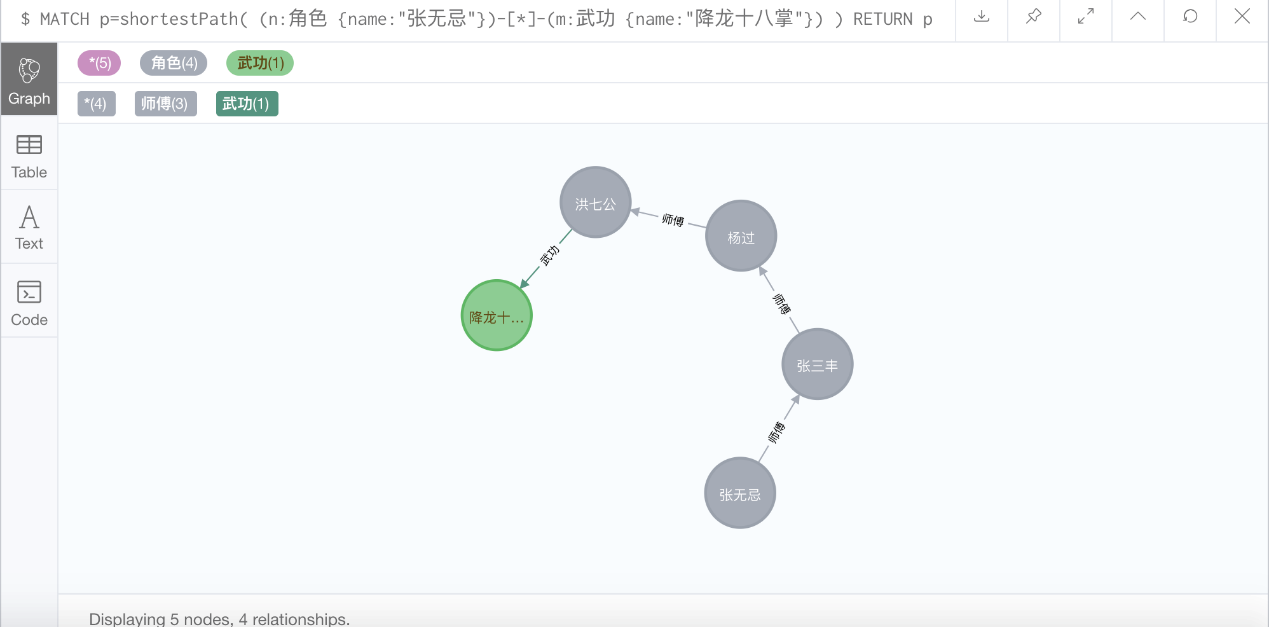 $ MATCH p=shortestPath( (n:角色 {name:"张无忌"})-[*]-(m:武功 {name:"降龙十八掌"}) ) RETURN p
*(5) 角色(4) 武功(1)
*(4) 师傅(3) 武功(1)
Graph
Table
Text
Code
洪七公
师傅
杨过
武功
降龙十...
师傅
张三丰
师傅
张无忌
Displaying 5 nodes, 4 relationships.